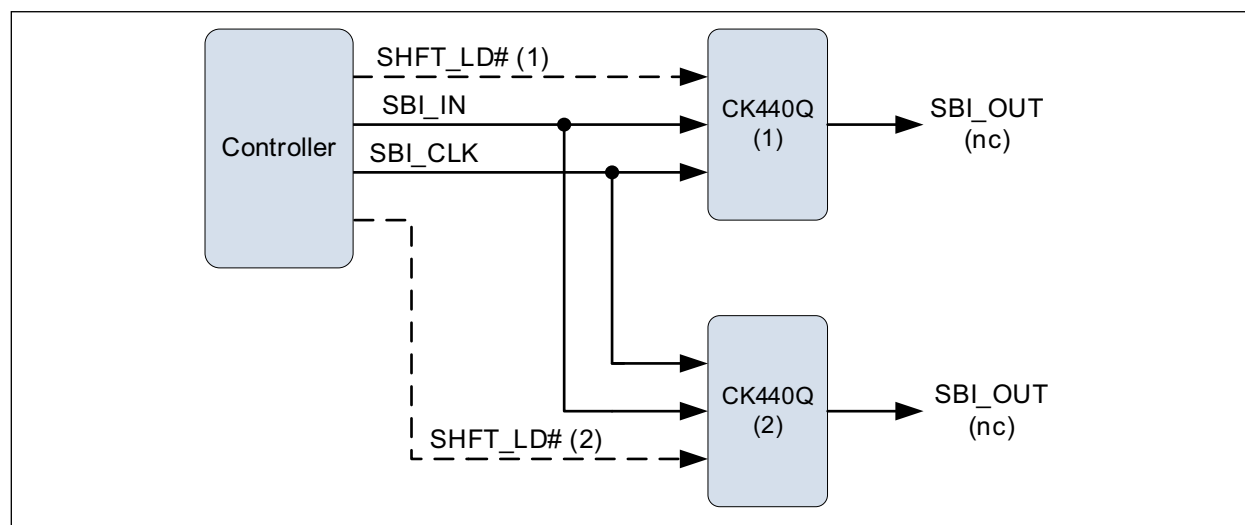 SHFT_LD# (1)
SBI_IN
SBI_CLK
Controller
CK440Q
(1)
SBI_OUT
(nc)
SHFT_LD# (2)
CK440Q
(2)
SBI_OUT
(nc)